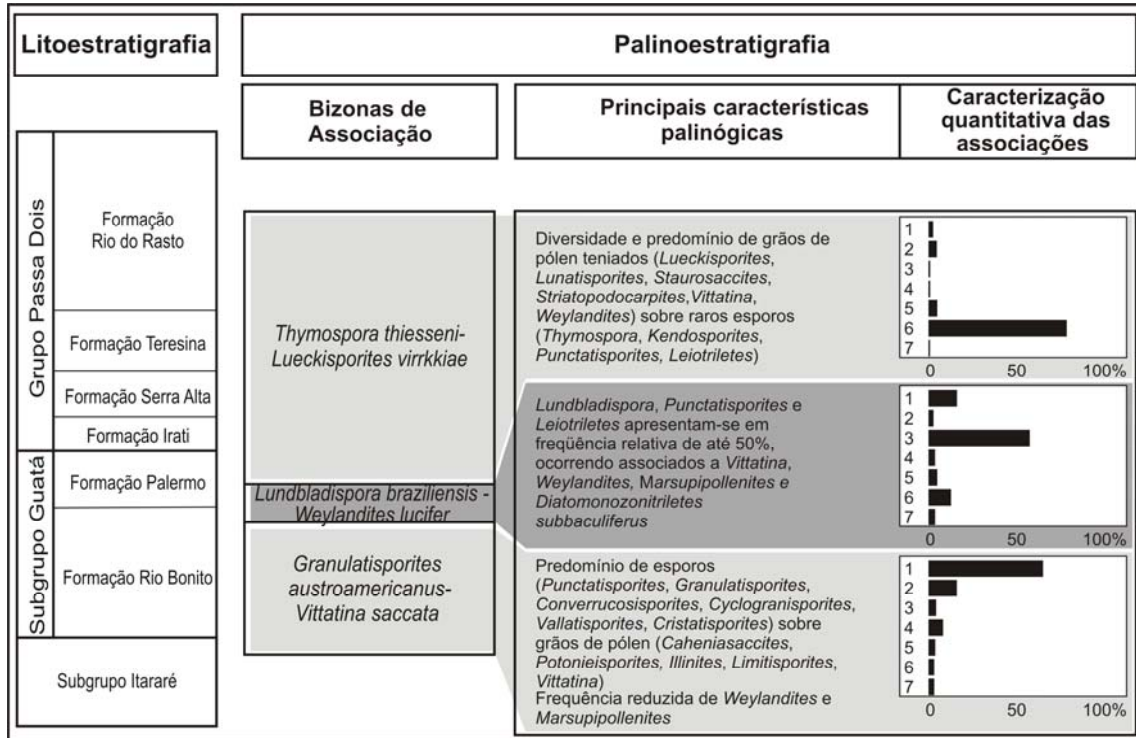 Litoestratigrafia
Palinoestratigrafia
Bizonas de
Associação
Principais características
palinógicas
Caracterização
quantitativa das
associações
Grupo Passa Dois
Formação
Rio do Rasto
Formação Teresina
Formação Serra Alta
Formação Irati
Subgrupo Guatá
Formação Palermo
Formação Rio Bonito
Subgrupo Itararé
Thymospora thiesseni-
Lueckisporites virrkkiae
Lundbladispora braziliensis -
Weylandites lucifer
Granulatisporites
austroamericanus-
Vittatina saccata
Diversidade e predomínio de grãos de
pólen teniados (Lueckisporites,
Lunatisporites, Staurosaccites,
Striatopodocarpites,Vittatina,
Weylandites) sobre raros esporos
(Thymospora, Kendosporites,
Punctatisporites, Leiotriletes)
1
2
3
4
5
6
7
0 50 100%
Lundbladispora, Punctatisporites e
Leiotriletes apresentam-se em
freqüência relativa de até 50%,
ocorrendo associados a Vittatina,
Weylandites, Marsupipollenites e
Diatomonozonitriletes
subbaculiferus
1
2
3
4
5
6
7
0 50 100%
Predomínio de esporos
(Punctatisporites, Granulatisporites,
Converrucosisporites, Cyclogranisporites,
Vallatisporites, Cristatisporites) sobre
grãos de pólen (Caheniasaccites,
Potonieisporites, Illinites, Limitisporites,
Vittatina)
Frequência reduzida de Weylandites e
Marsupipollenites
1
2
3
4
5
6
7
0 50 100%